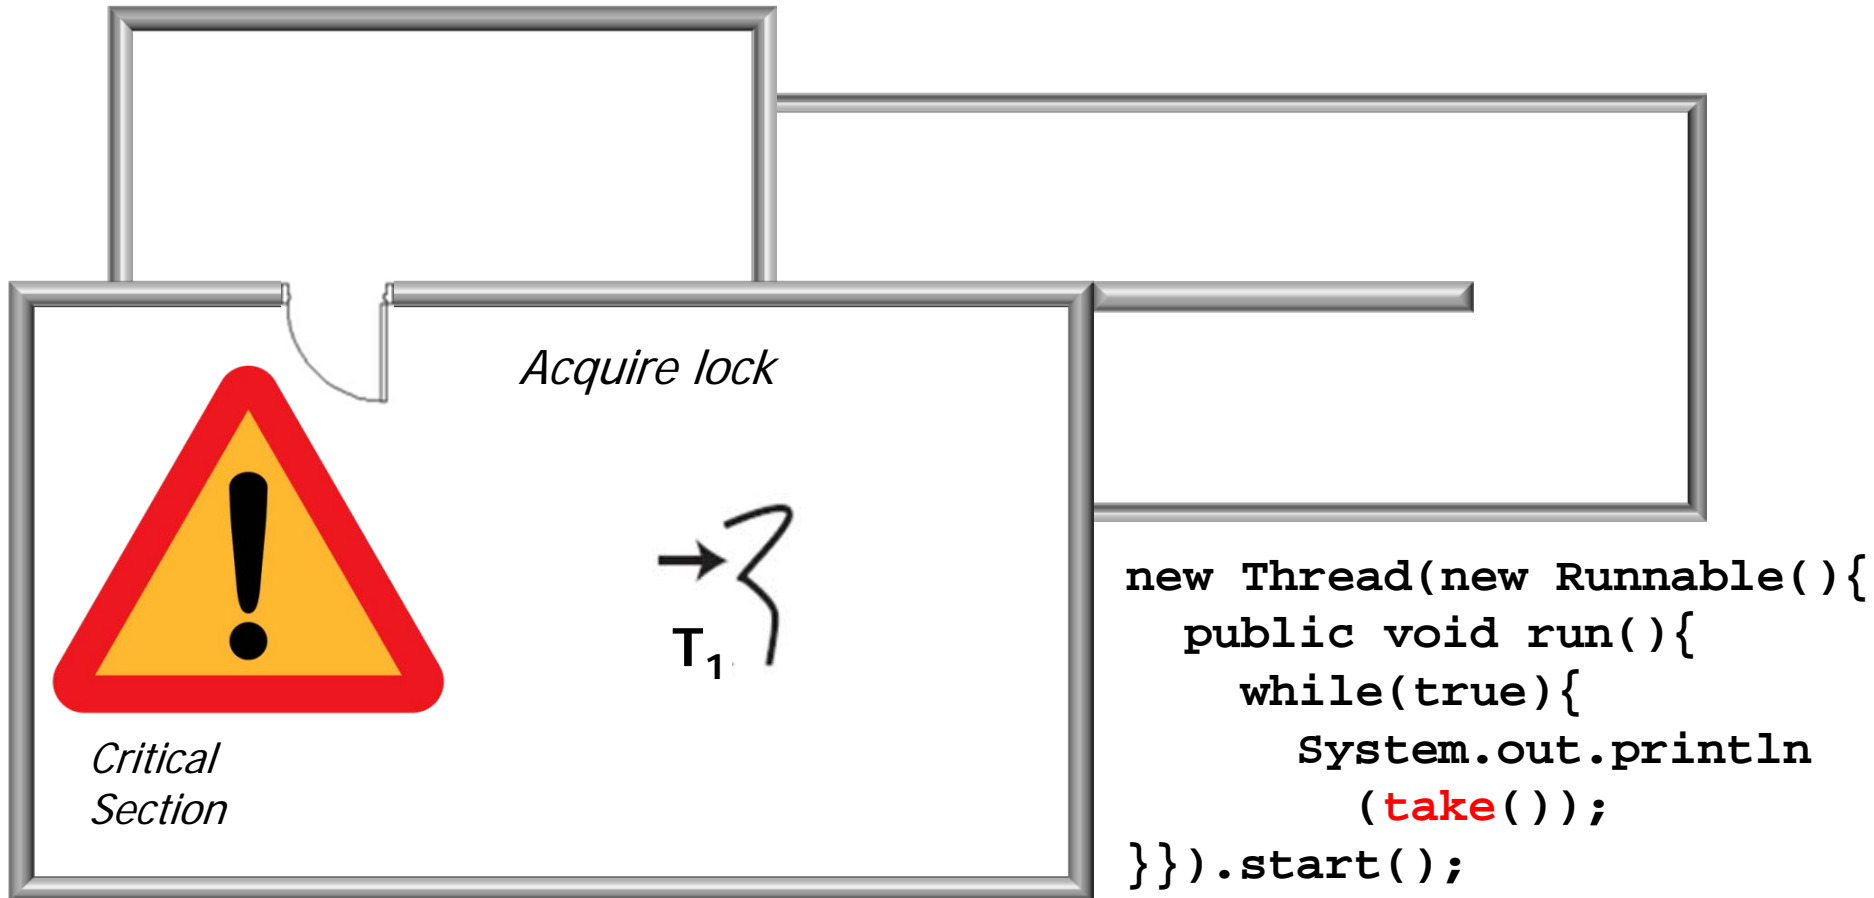 Acquire lock
T₁
Critical
Section
new Thread(new Runnable(){
  public void run(){
    while(true){
      System.out.println
        (take());
}}).start();